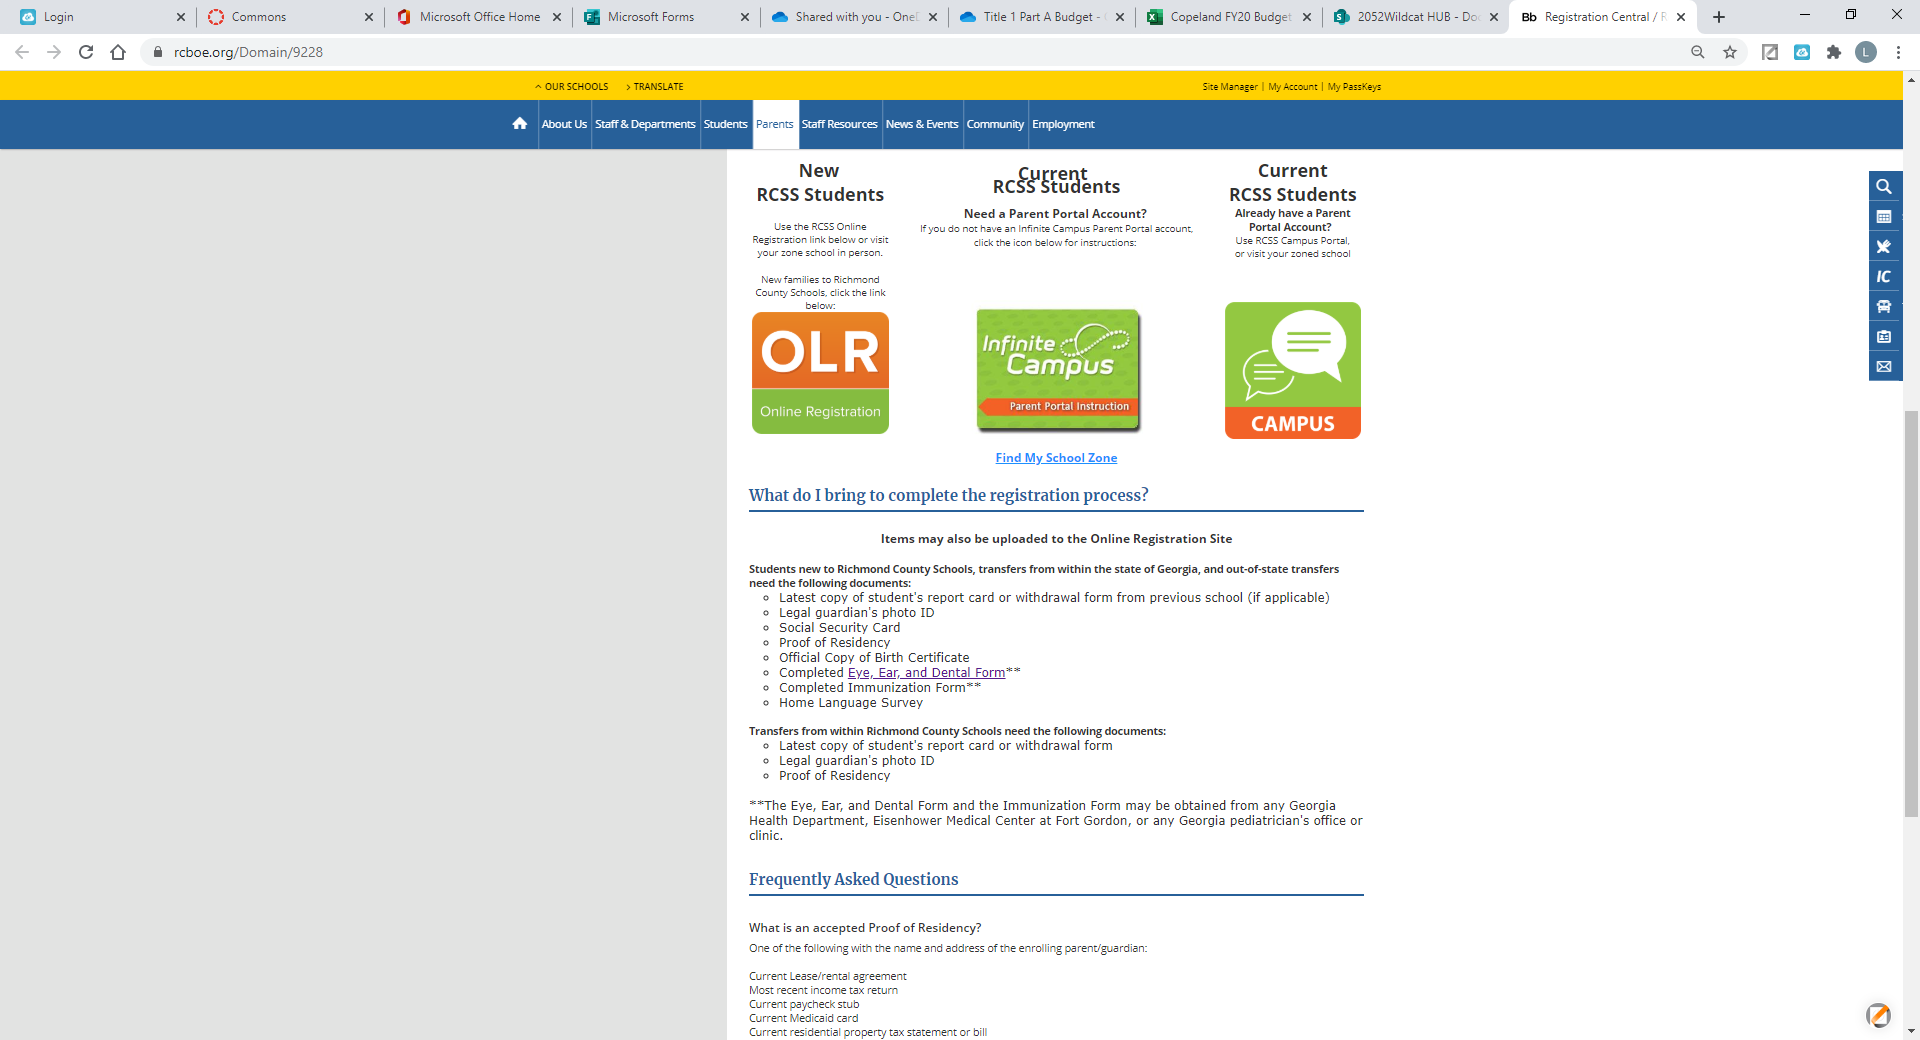 Login
Commons
Microsoft Office Home
Microsoft Forms
Shared with you - One
Title 1 Part A Budget -
Copeland FY20 Budget
2052Wildcat HUB - Do
Bb Registration Central / R
rcboe.org/Domain/9228
L
OUR SCHOOLS
TRANSLATE
Site Manager | My Account | My PassKeys
About Us
Staff & Departments
Students
Parents
Staff Resources
News & Events
Community
Employment
New
RCSS Students
Use the RCSS Online
Registration link below or visit
your zone school in person.
New families to Richmond
County Schools, click the link
below:
OLR
Online Registration
Current
RCSS Students
Need a Parent Portal Account?
If you do not have an Infinite Campus Parent Portal account,
click the icon below for instructions:
Infinite
Campus
Parent Portal Instruction
Current
RCSS Students
Already have a Parent
Portal Account?
Use RCSS Campus Portal,
or visit your zoned school
CAMPUS
IC
Find My School Zone
What do I bring to complete the registration process?
Items may also be uploaded to the Online Registration Site
Students new to Richmond County Schools, transfers from within the state of Georgia, and out-of-state transfers
need the following documents:
Latest copy of student's report card or withdrawal form from previous school (if applicable)
Legal guardian's photo ID
Social Security Card
Proof of Residency
Official Copy of Birth Certificate
Completed Eye, Ear, and Dental Form**
Completed Immunization Form**
Home Language Survey
Transfers from within Richmond County Schools need the following documents:
Latest copy of student's report card or withdrawal form
Legal guardian's photo ID
Proof of Residency
**The Eye, Ear, and Dental Form and the Immunization Form may be obtained from any Georgia
Health Department, Eisenhower Medical Center at Fort Gordon, or any Georgia pediatrician's office or
clinic.
Frequently Asked Questions
What is an accepted Proof of Residency?
One of the following with the name and address of the enrolling parent/guardian:
Current Lease/rental agreement
Most recent income tax return
Current paycheck stub
Current Medicaid card
Current residential property tax statement or bill